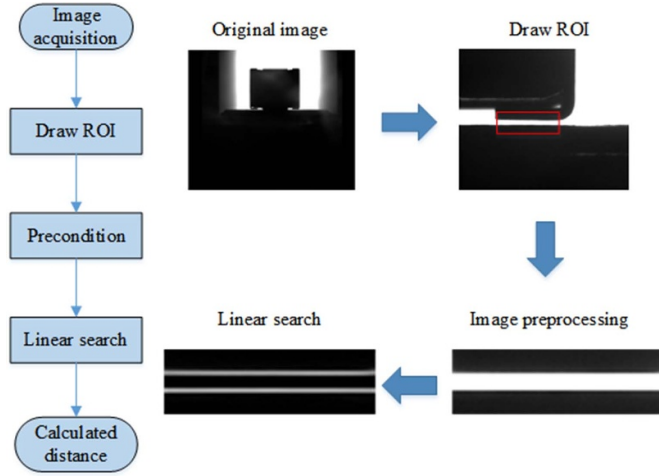 Image
acquisition
Draw ROI
Precondition
Linear search
Calculated
distance
Original image
Draw ROI
Linear search
Image preprocessing